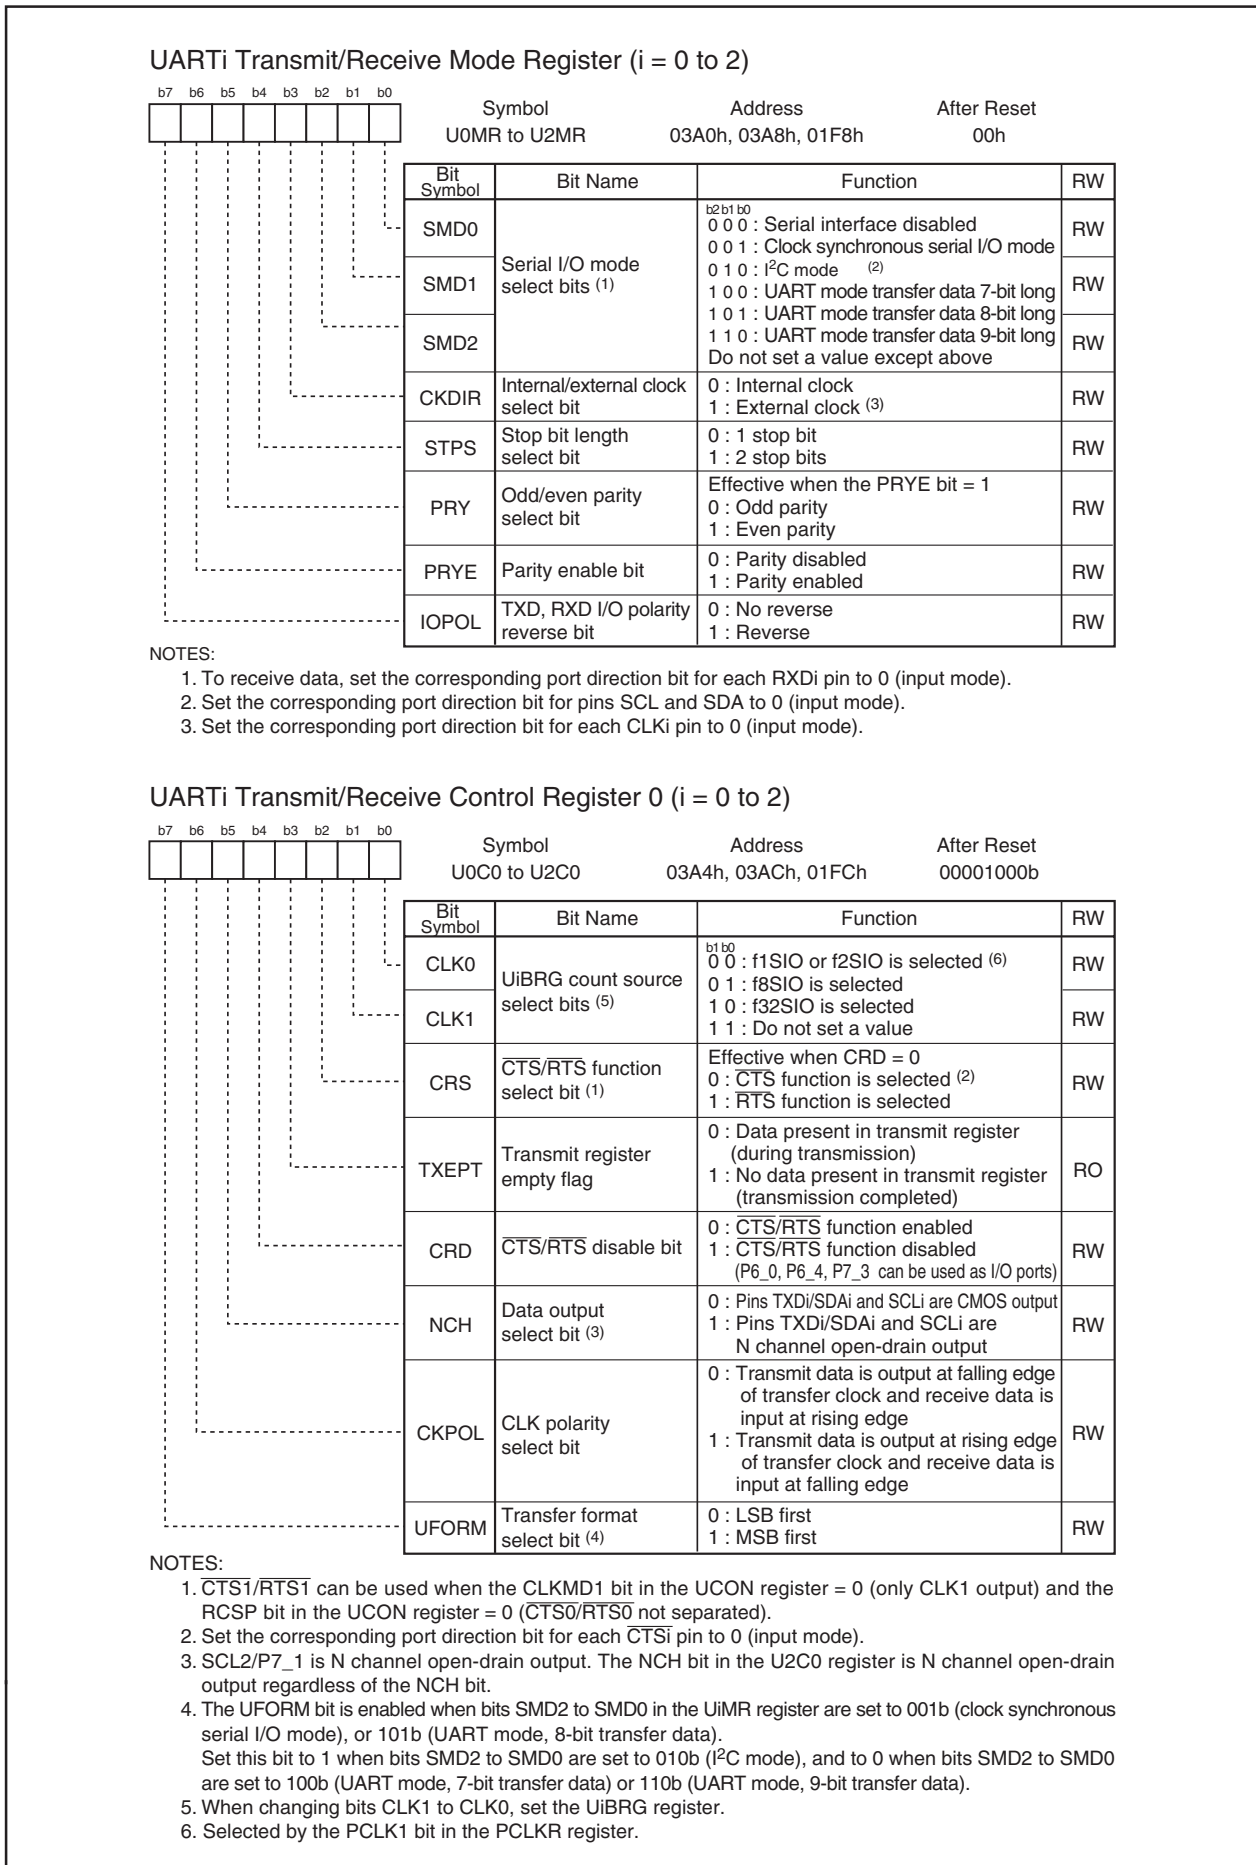 UARTi Transmit/Receive Mode Register (i = 0 to 2)
b7 b6 b5 b4 b3 b2 b1 b0
Symbol Address After Reset
U0MR to U2MR 03A0h, 03A8h, 01F8h 00h
Bit Symbol Bit Name Function RW
SMD0 RW
SMD1 RW
SMD2 RW
Serial I/O mode
select bits (1)
b2 b1 b0
0 0 0 : Serial interface disabled
0 0 1 : Clock synchronous serial I/O mode
0 1 0 : I²C mode (2)
1 0 0 : UART mode transfer data 7-bit long
1 0 1 : UART mode transfer data 8-bit long
1 1 0 : UART mode transfer data 9-bit long
Do not set a value except above
CKDIR Internal/external clock 0 : Internal clock RW
select bit 1 : External clock (3)
STPS Stop bit length 0 : 1 stop bit RW
select bit 1 : 2 stop bits
PRY Odd/even parity RW
select bit
Effective when the PRYE bit = 1
0 : Odd parity
1 : Even parity
PRYE Parity enable bit 0 : Parity disabled RW
1 : Parity enabled
IOPOL TXD, RXD I/O polarity 0 : No reverse RW
reverse bit 1 : Reverse
NOTES:
1. To receive data, set the corresponding port direction bit for each RXDi pin to 0 (input mode).
2. Set the corresponding port direction bit for pins SCL and SDA to 0 (input mode).
3. Set the corresponding port direction bit for each CLKi pin to 0 (input mode).
UARTi Transmit/Receive Control Register 0 (i = 0 to 2)
b7 b6 b5 b4 b3 b2 b1 b0
Symbol Address After Reset
U0C0 to U2C0 03A4h, 03ACh, 01FCh 00001000b
Bit Symbol Bit Name Function RW
CLK0 RW
CLK1 RW
UiBRG count source
select bits (5)
b1 b0
0 0 : f1SIO or f2SIO is selected (6)
0 1 : f8SIO is selected
1 0 : f32SIO is selected
1 1 : Do not set a value
CRS CTS/RTS function RW
select bit (1)
Effective when CRD = 0
0 : CTS function is selected (2)
1 : RTS function is selected
TXEPT Transmit register RO
empty flag
0 : Data present in transmit register
(during transmission)
1 : No data present in transmit register
(transmission completed)
CRD CTS/RTS disable bit RW
0 : CTS/RTS function enabled
1 : CTS/RTS function disabled
(P6_0, P6_4, P7_3 can be used as I/O ports)
NCH Data output RW
select bit (3)
0 : Pins TXDi/SDAi and SCLi are CMOS output
1 : Pins TXDi/SDAi and SCLi are
N channel open-drain output
CKPOL CLK polarity RW
select bit
0 : Transmit data is output at falling edge
of transfer clock and receive data is
input at rising edge
1 : Transmit data is output at rising edge
of transfer clock and receive data is
input at falling edge
UFORM Transfer format 0 : LSB first RW
select bit (4) 1 : MSB first
NOTES:
1. CTS1/RTS1 can be used when the CLKMD1 bit in the UCON register = 0 (only CLK1 output) and the
RCSP bit in the UCON register = 0 (CTS0/RTS0 not separated).
2. Set the corresponding port direction bit for each CTSi pin to 0 (input mode).
3. SCL2/P7_1 is N channel open-drain output. The NCH bit in the U2C0 register is N channel open-drain
output regardless of the NCH bit.
4. The UFORM bit is enabled when bits SMD2 to SMD0 in the UiMR register are set to 001b (clock synchronous
serial I/O mode), or 101b (UART mode, 8-bit transfer data).
Set this bit to 1 when bits SMD2 to SMD0 are set to 010b (I²C mode), and to 0 when bits SMD2 to SMD0
are set to 100b (UART mode, 7-bit transfer data) or 110b (UART mode, 9-bit transfer data).
5. When changing bits CLK1 to CLK0, set the UiBRG register.
6. Selected by the PCLK1 bit in the PCLKR register.